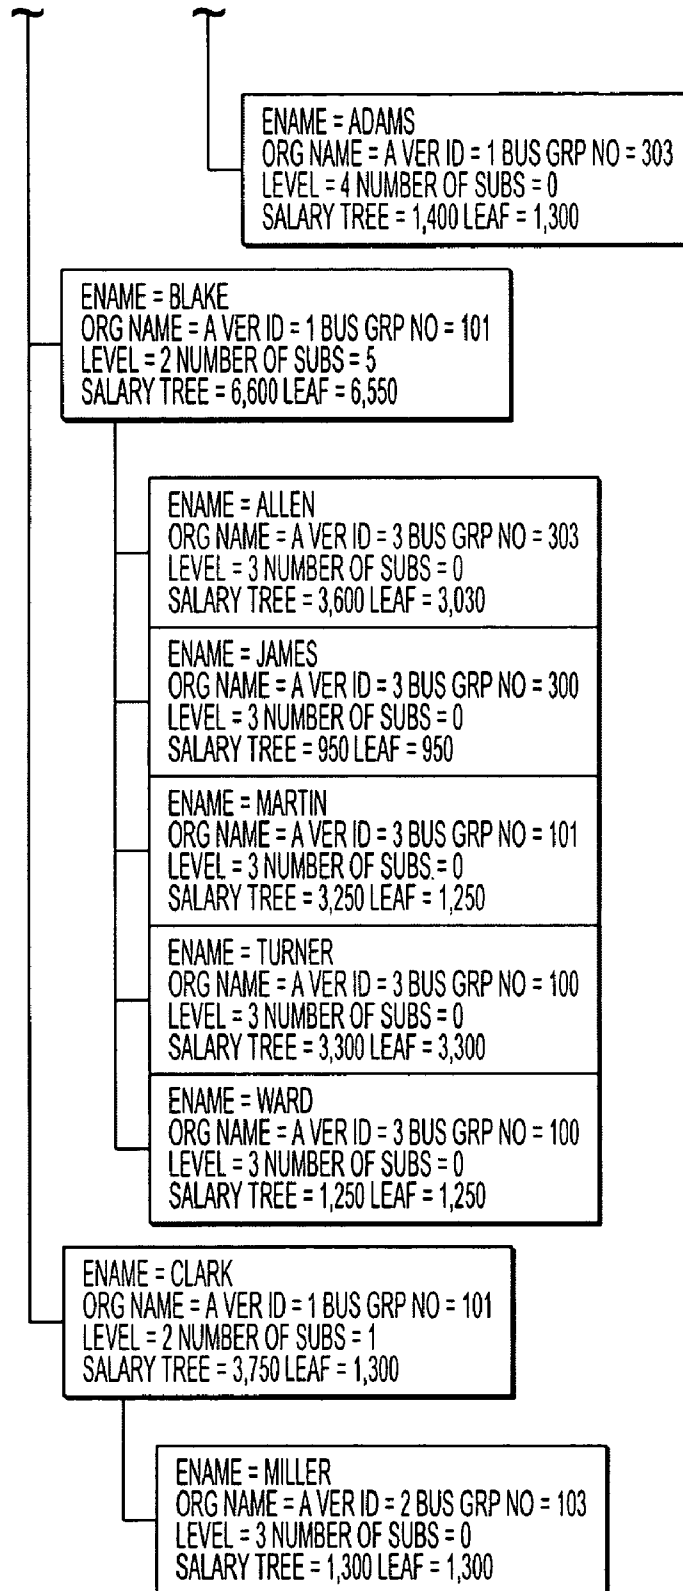 ENAME = ADAMS
ORG NAME = A VER ID = 1 BUS GRP NO = 303
LEVEL = 4 NUMBER OF SUBS = 0
SALARY TREE = 1,400 LEAF = 1,300
ENAME = BLAKE
ORG NAME = A VER ID = 1 BUS GRP NO = 101
LEVEL = 2 NUMBER OF SUBS = 5
SALARY TREE = 6,600 LEAF = 6,550
ENAME = ALLEN
ORG NAME = A VER ID = 3 BUS GRP NO = 303
LEVEL = 3 NUMBER OF SUBS = 0
SALARY TREE = 3,600 LEAF = 3,030
ENAME = JAMES
ORG NAME = A VER ID = 3 BUS GRP NO = 300
LEVEL = 3 NUMBER OF SUBS = 0
SALARY TREE = 950 LEAF = 950
ENAME = MARTIN
ORG NAME = A VER ID = 3 BUS GRP NO = 101
LEVEL = 3 NUMBER OF SUBS. = 0
SALARY TREE = 3,250 LEAF = 1,250
ENAME = TURNER
ORG NAME = A VER ID = 3 BUS GRP NO = 100
LEVEL = 3 NUMBER OF SUBS = 0
SALARY TREE = 3,300 LEAF = 3,300
ENAME = WARD
ORG NAME = A VER ID = 3 BUS GRP NO = 100
LEVEL = 3 NUMBER OF SUBS = 0
SALARY TREE = 1,250 LEAF = 1,250
ENAME = CLARK
ORG NAME = A VER ID = 1 BUS GRP NO = 101
LEVEL = 2 NUMBER OF SUBS = 1
SALARY TREE = 3,750 LEAF = 1,300
ENAME = MILLER
ORG NAME = A VER ID = 2 BUS GRP NO = 103
LEVEL = 3 NUMBER OF SUBS = 0
SALARY TREE = 1,300 LEAF = 1,300